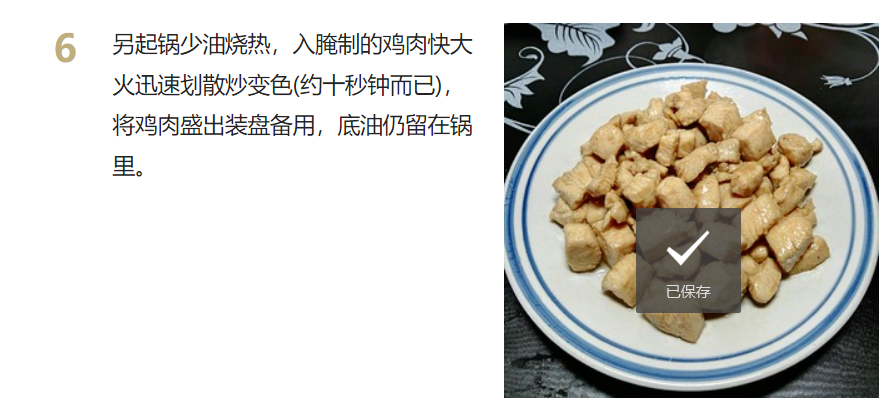 6
另起锅少油烧热，入腌制的鸡肉快大
火迅速划散炒变色(约十秒钟而已)，
将鸡肉盛出装盘备用，底油仍留在锅
里。
已保存